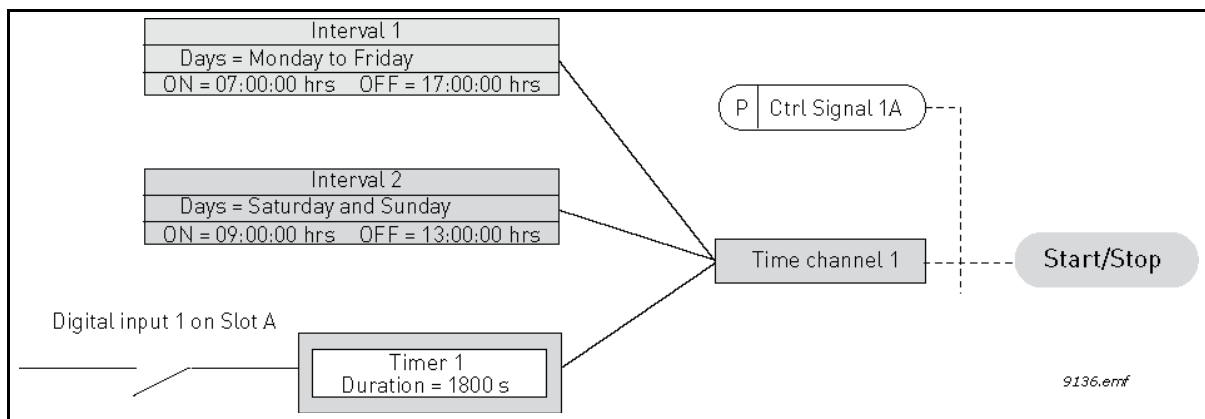 Interval 1
Days = Monday to Friday
ON = 07:00:00 hrs OFF = 17:00:00 hrs
P Ctrl Signal 1A
Interval 2
Days = Saturday and Sunday
ON = 09:00:00 hrs OFF = 13:00:00 hrs
Time channel 1
Start/Stop
Digital input 1 on Slot A
Timer 1
Duration = 1800 s
9136.emf